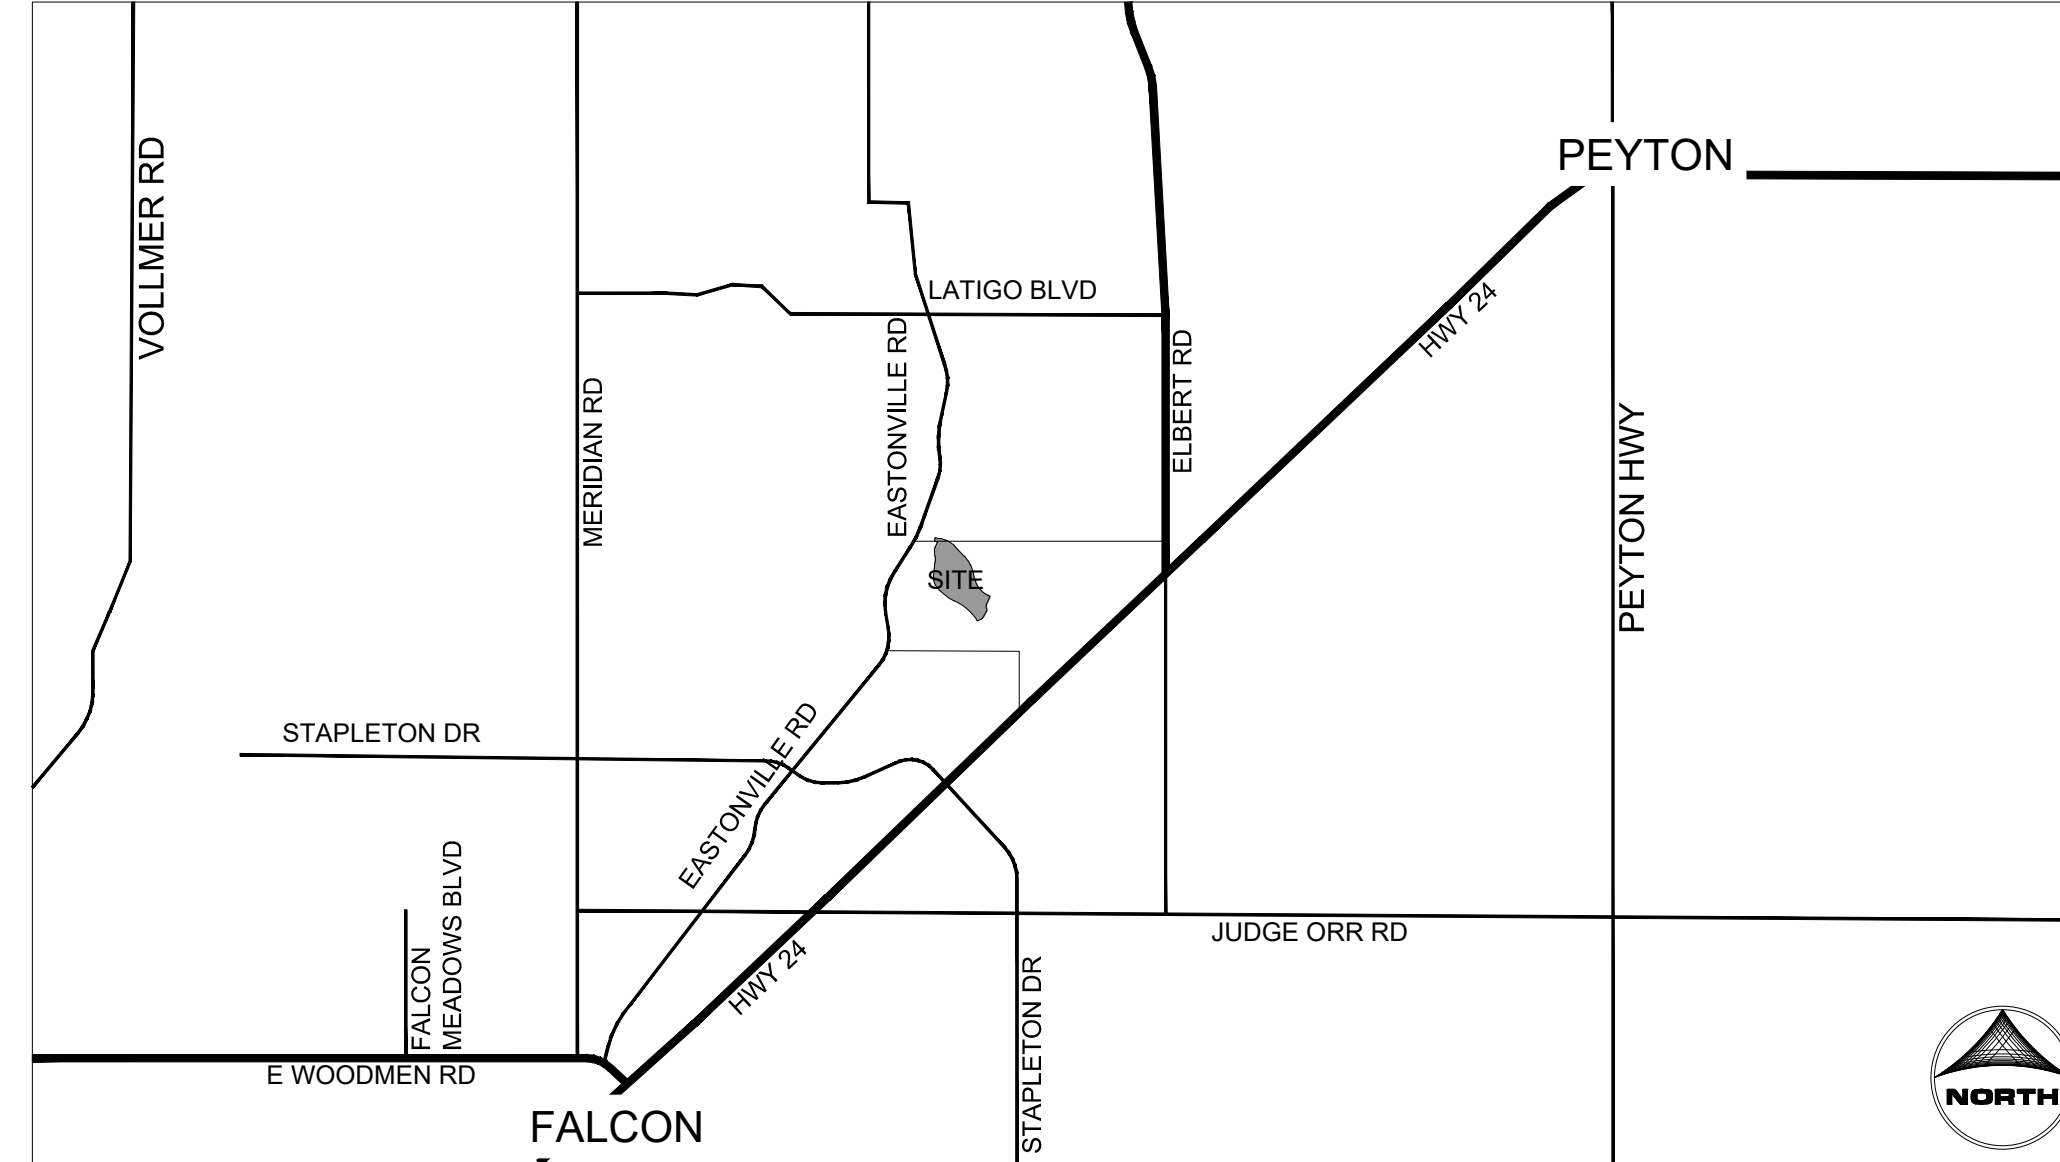 PEYTON
VOLLMER RD
LATIGO BLVD
HWY 24
EASTONVILLE RD
ELBERT RD
MERIDIAN RD
PEYTON HWY
SITE
STAPLETON DR
EASTONVILLE RD
FALCON
MEADOWS BLVD
JUDGE ORR RD
HWY 24
STAPLETON DR
E WOODMEN RD
NORTH
FALCON